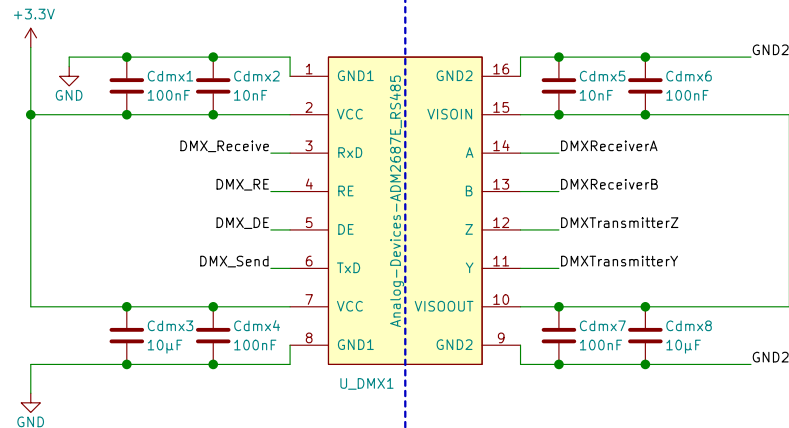 +3.3V
GND2
1 GND1 GND2 16
Cdmx1 Cdmx2 Cdmx5 Cdmx6
GND 100nF 10nF 10nF 100nF
2 VCC VISOIN 15
DMX_Receive 3 RxD A 14 DMXReceiverA
DMX_RE 4 RE B 13 DMXReceiverB
DMX_DE 5 DE Z 12 DMXTransmitterZ
DMX_Send 6 TxD Y 11 DMXTransmitterY
Analog-Devices-ADM2687E_RS485
7 VCC VISOOUT 10
Cdmx3 Cdmx4 Cdmx7 Cdmx8
10µF 100nF 100nF 10µF
8 GND1 GND2 9
GND2
U_DMX1
GND